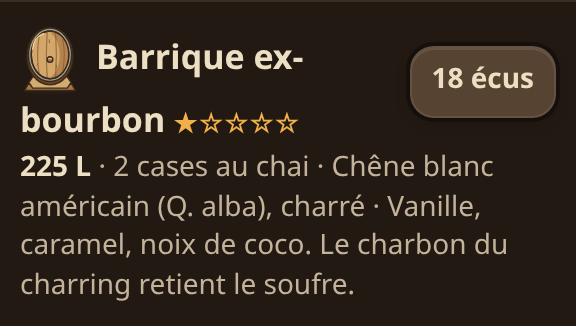 Barrique ex-
18 écus
bourbon ★☆☆☆☆
225 L · 2 cases au chai · Chêne blanc
américain (Q. alba), charré · Vanille,
caramel, noix de coco. Le charbon du
charring retient le soufre.